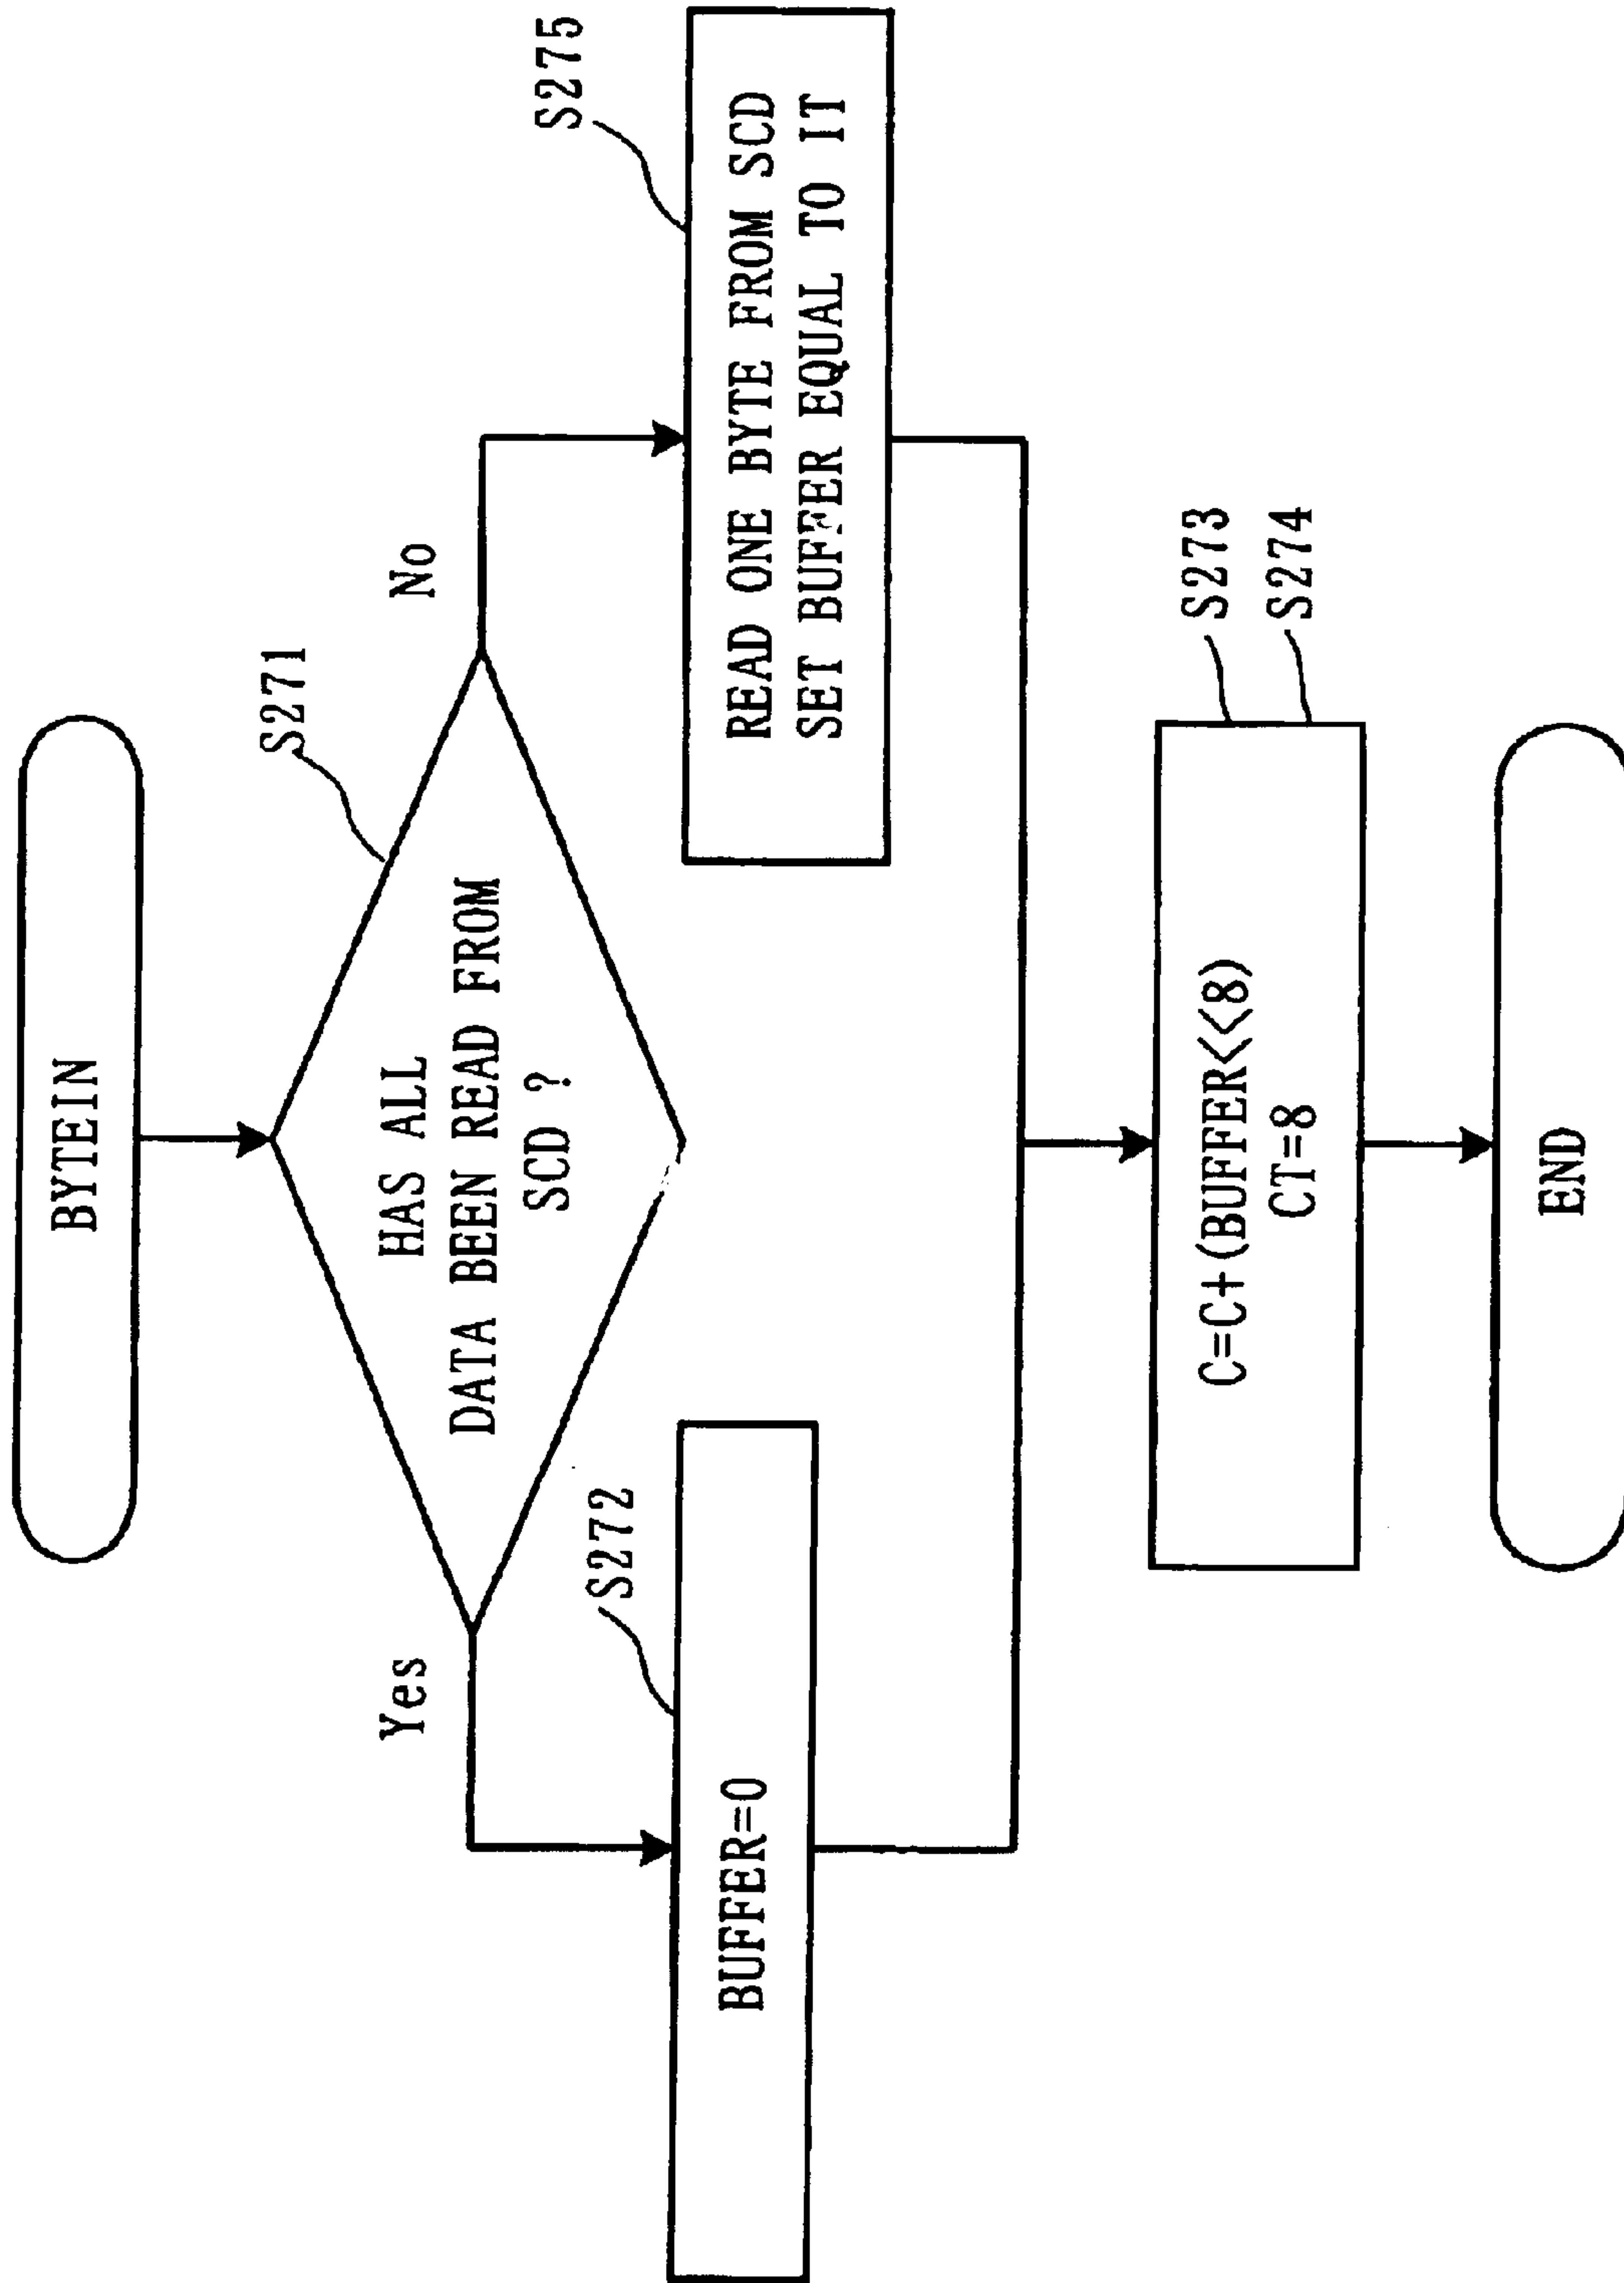 BYTEIN
S271
HAS ALL
DATA BEEN READ FROM
SCD ?
Yes
No
S272
BUFFER=0
S275
READ ONE BYTE FROM SCD
SET BUFFER EQUAL TO IT
C=C+(BUFFER<<8)
CT=8
S273
S274
END